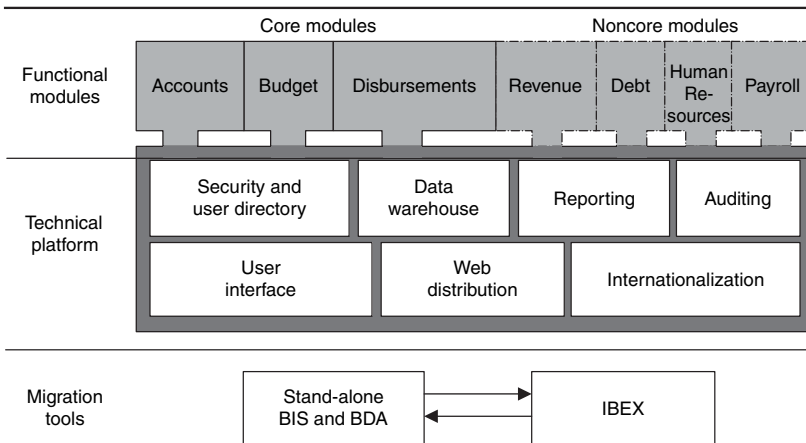 Core modules
Noncore modules
Functional
modules
Accounts
Budget
Disbursements
Revenue
Debt
Human
Re-
sources
Payroll
Technical
platform
Security and
user directory
Data
warehouse
Reporting
Auditing
User
interface
Web
distribution
Internationalization
Migration
tools
Stand-alone
BIS and BDA
IBEX